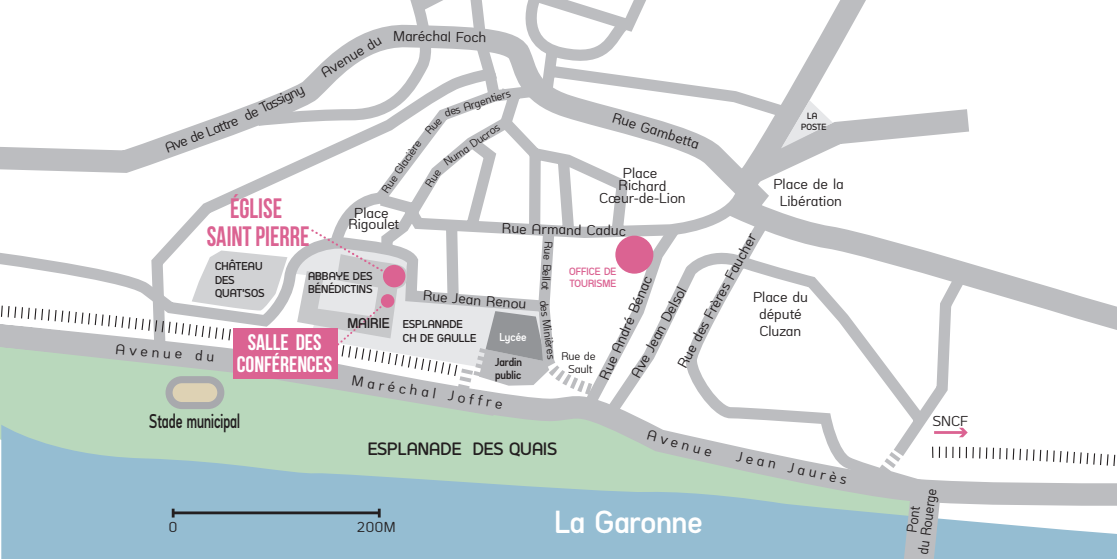 Avenue du Maréchal Foch
Ave de Lattre de Tassigny
Rue Glacière
Rue des Argentiers
Rue Numa Ducros
Rue Gambetta
LA
POSTE
Place
Richard
Cœur-de-Lion
Place de la
Libération
ÉGLISE
SAINT PIERRE
Place
Rigoulet
Rue Armand Caduc
CHÂTEAU
DES
QUAT'SOS
ABBAYE DES
BÉNÉDICTINS
OFFICE DE
TOURISME
Rue Bellot des Minières
Rue Jean Renou
MAIRIE
ESPLANADE
CH DE GAULLE
Lycée
Jardin
public
Rue de
Sault
Rue André Bénac
Ave Jean Delsol
Rue des Frères Faucher
Place du
député
Cluzan
SALLE DES
CONFÉRENCES
Avenue du Maréchal Joffre
Stade municipal
ESPLANADE DES QUAIS
Avenue Jean Jaurès
SNCF
Pont
du Rouerge
La Garonne
0 200M